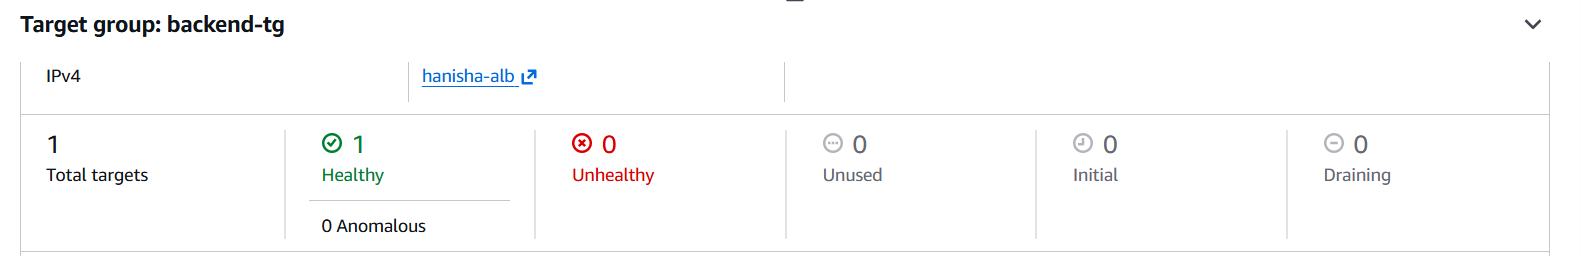 Target group: backend-tg
IPv4
hanisha-alb
1
Total targets
1
Healthy
0 Anomalous
0
Unhealthy
0
Unused
0
Initial
0
Draining